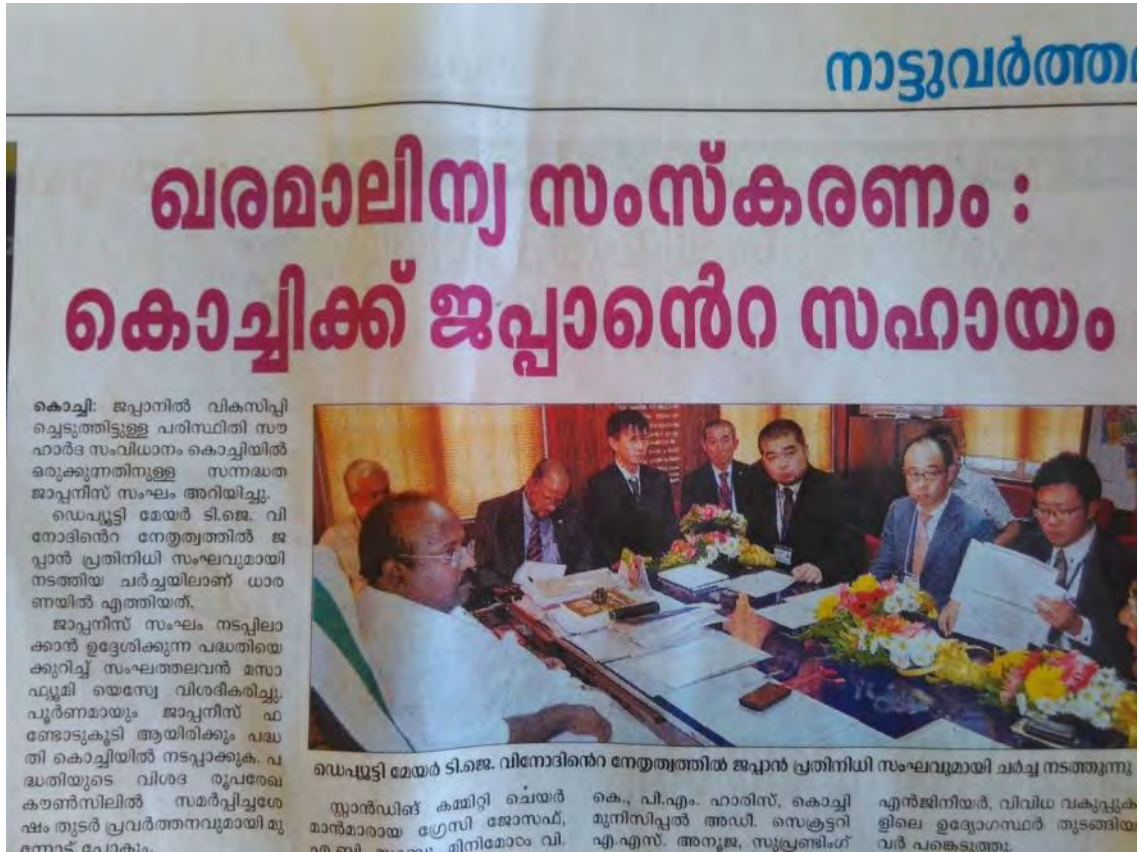 നാട്ടുവർത്ത
ഖരമാലിന്യ സംസ്കരണം :
കൊച്ചിക്ക് ജപ്പാൻെറ സഹായം
കൊച്ചി: ജപ്പാനിൽ വികസിപ്പി
ച്ചെടുത്തിട്ടുള്ള പരിസ്ഥിതി സൗ
ഹാർദ സംവിധാനം കൊച്ചിയിൽ
ഒരുക്കുന്നതിനുള്ള സന്നദ്ധത
ജാപ്പനീസ് സംഘം അറിയിച്ചു.
ഡെപ്യൂട്ടി മേയർ ടി.ജെ. വി
നോദിൻെറ നേതൃത്വത്തിൽ ജ
പ്പാൻ പ്രതിനിധി സംഘവുമായി
നടത്തിയ ചർച്ചയിലാണ് ധാര
ണയിൽ എത്തിയത്.
ജാപ്പനീസ് സംഘം നടപ്പിലാ
ക്കാൻ ഉദ്ദേശിക്കുന്ന പദ്ധതിയെ
ക്കുറിച്ച് സംഘത്തലവൻ മസാ
ഫ്യുമി യെസ്വേ വിശദീകരിച്ചു.
പൂർണമായും ജാപ്പനീസ് ഫ
ണ്ടോടുകൂടി ആയിരിക്കും പദ്ധ
തി കൊച്ചിയിൽ നടപ്പാക്കുക. പ
ദ്ധതിയുടെ വിശദ രൂപരേഖ
കൗൺസിലിൽ സമർപ്പിച്ചശേ
ഷം തുടർ പ്രവർത്തനവുമായി മു
ന്നോട്ട് പോകും.
ഡെപ്യൂട്ടി മേയർ ടി.ജെ. വിനോദിൻെറ നേതൃത്വത്തിൽ ജപ്പാൻ പ്രതിനിധി സംഘവുമായി ചർച്ച നടത്തുന്നു
സ്റ്റാൻഡിങ് കമ്മിറ്റി ചെയർ
മാൻമാരായ ഗ്രേസി ജോസഫ്,
മിനിമോൾ വി.
കെ., പി.എം. ഹാരിസ്, കൊച്ചി
മുനിസിപ്പൽ അഡീ. സെക്രട്ടറി
എ.എസ്. അനൂജ, സൂപ്രണ്ടിംഗ്
എൻജിനിയർ, വിവിധ വകുപ്പുക
ളിലെ ഉദ്യോഗസ്ഥർ തുടങ്ങിയ
വർ പങ്കെടുത്തു.